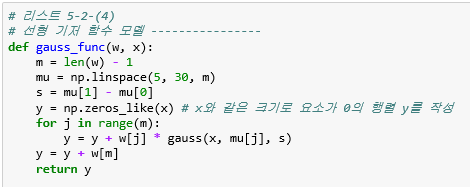 # 리스트 5-2-(4)
# 선형 기저 함수 모델 ----------------
def gauss_func(w, x):
    m = len(w) - 1
    mu = np.linspace(5, 30, m)
    s = mu[1] - mu[0]
    y = np.zeros_like(x) # x와 같은 크기로 요소가 0의 행렬 y를 작성
    for j in range(m):
        y = y + w[j] * gauss(x, mu[j], s)
    y = y + w[m]
    return y